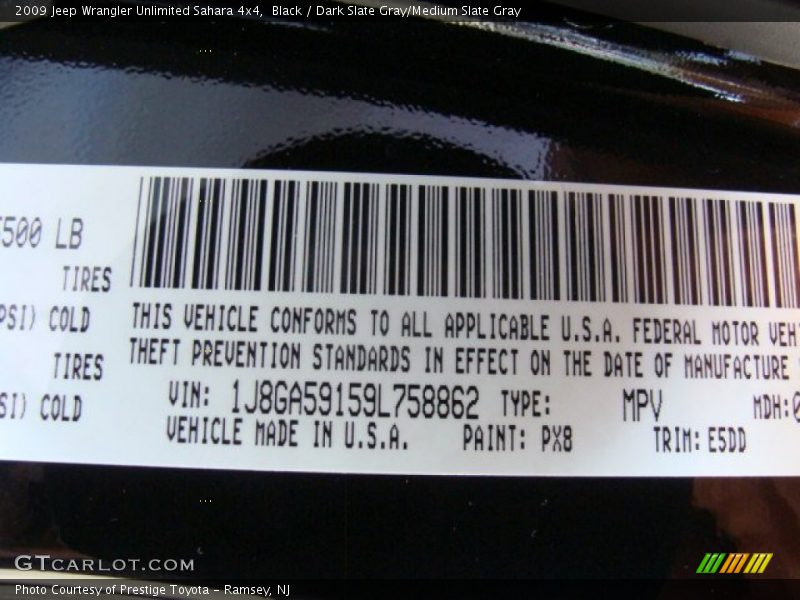 2009 Jeep Wrangler Unlimited Sahara 4x4, Black / Dark Slate Gray/Medium Slate Gray
500 LB
TIRES
PSI) COLD
TIRES
SI) COLD
THIS VEHICLE CONFORMS TO ALL APPLICABLE U.S.A. FEDERAL MOTOR VEH
THEFT PREVENTION STANDARDS IN EFFECT ON THE DATE OF MANUFACTURE
VIN: 1J8GA59159L758862 TYPE: MPV MDH:0
VEHICLE MADE IN U.S.A. PAINT: PX8 TRIM: E5DD
GTCARLOT.COM
Photo Courtesy of Prestige Toyota - Ramsey, NJ